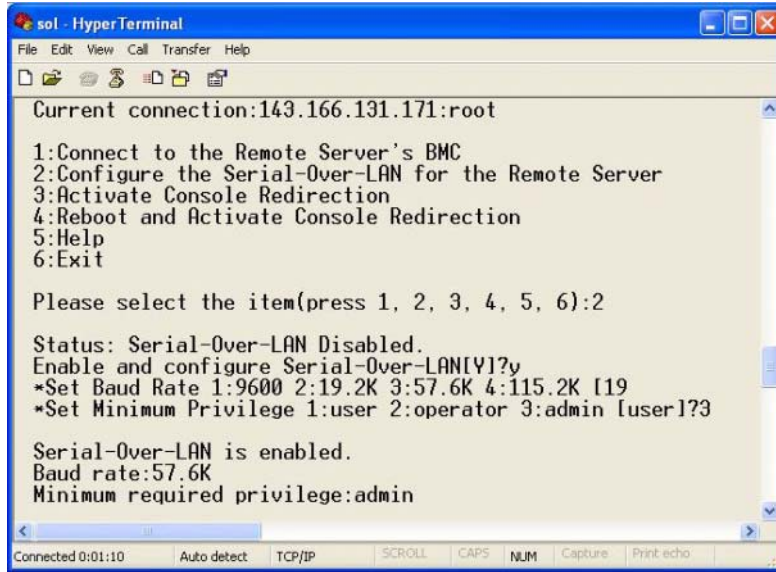 sol - HyperTerminal
File Edit View Call Transfer Help
Current connection:143.166.131.171:root
1:Connect to the Remote Server's BMC
2:Configure the Serial-Over-LAN for the Remote Server
3:Activate Console Redirection
4:Reboot and Activate Console Redirection
5:Help
6:Exit
Please select the item(press 1, 2, 3, 4, 5, 6):2
Status: Serial-Over-LAN Disabled.
Enable and configure Serial-Over-LAN[Y]?y
*Set Baud Rate 1:9600 2:19.2K 3:57.6K 4:115.2K [19
*Set Minimum Privilege 1:user 2:operator 3:admin [user]?3
Serial-Over-LAN is enabled.
Baud rate:57.6K
Minimum required privilege:admin
Connected 0:01:10 Auto detect TCP/IP SCROLL CAPS NUM Capture Print echo